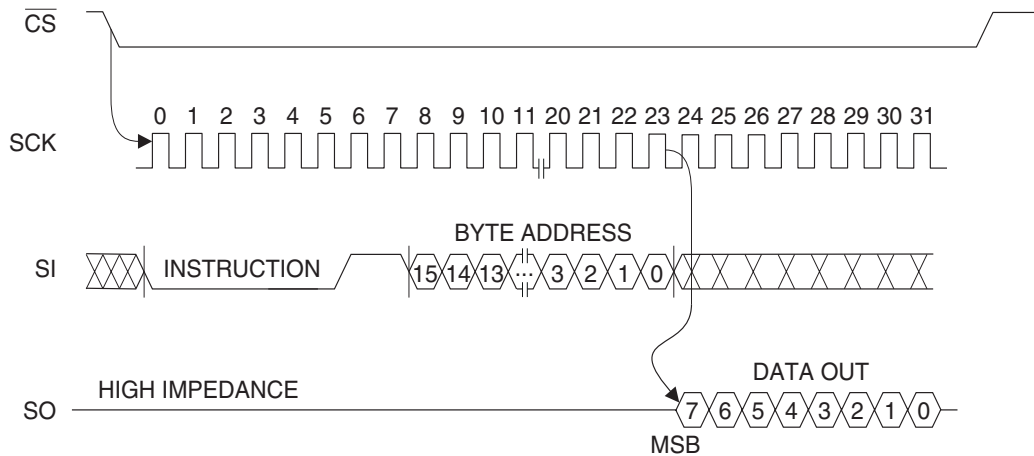 CS
0 1 2 3 4 5 6 7 8 9 10 11 20 21 22 23 24 25 26 27 28 29 30 31
SCK
BYTE ADDRESS
SI INSTRUCTION 15 14 13 ... 3 2 1 0
HIGH IMPEDANCE DATA OUT
SO 7 6 5 4 3 2 1 0
MSB